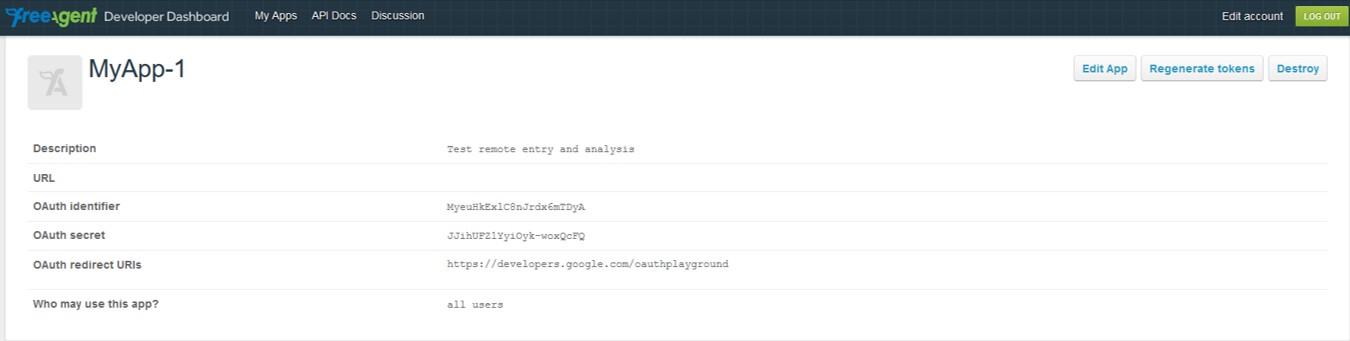 freeagent Developer Dashboard My Apps API Docs Discussion Edit account LOG OUT
MyApp-1 Edit App Regenerate tokens Destroy
Description Test remote entry and analysis
URL
OAuth identifier MyeuHkExlC8nJrdx6mTDyA
OAuth secret JJihUFZlYyiOyk-woxQcFQ
OAuth redirect URIs https://developers.google.com/oauthplayground
Who may use this app? all users